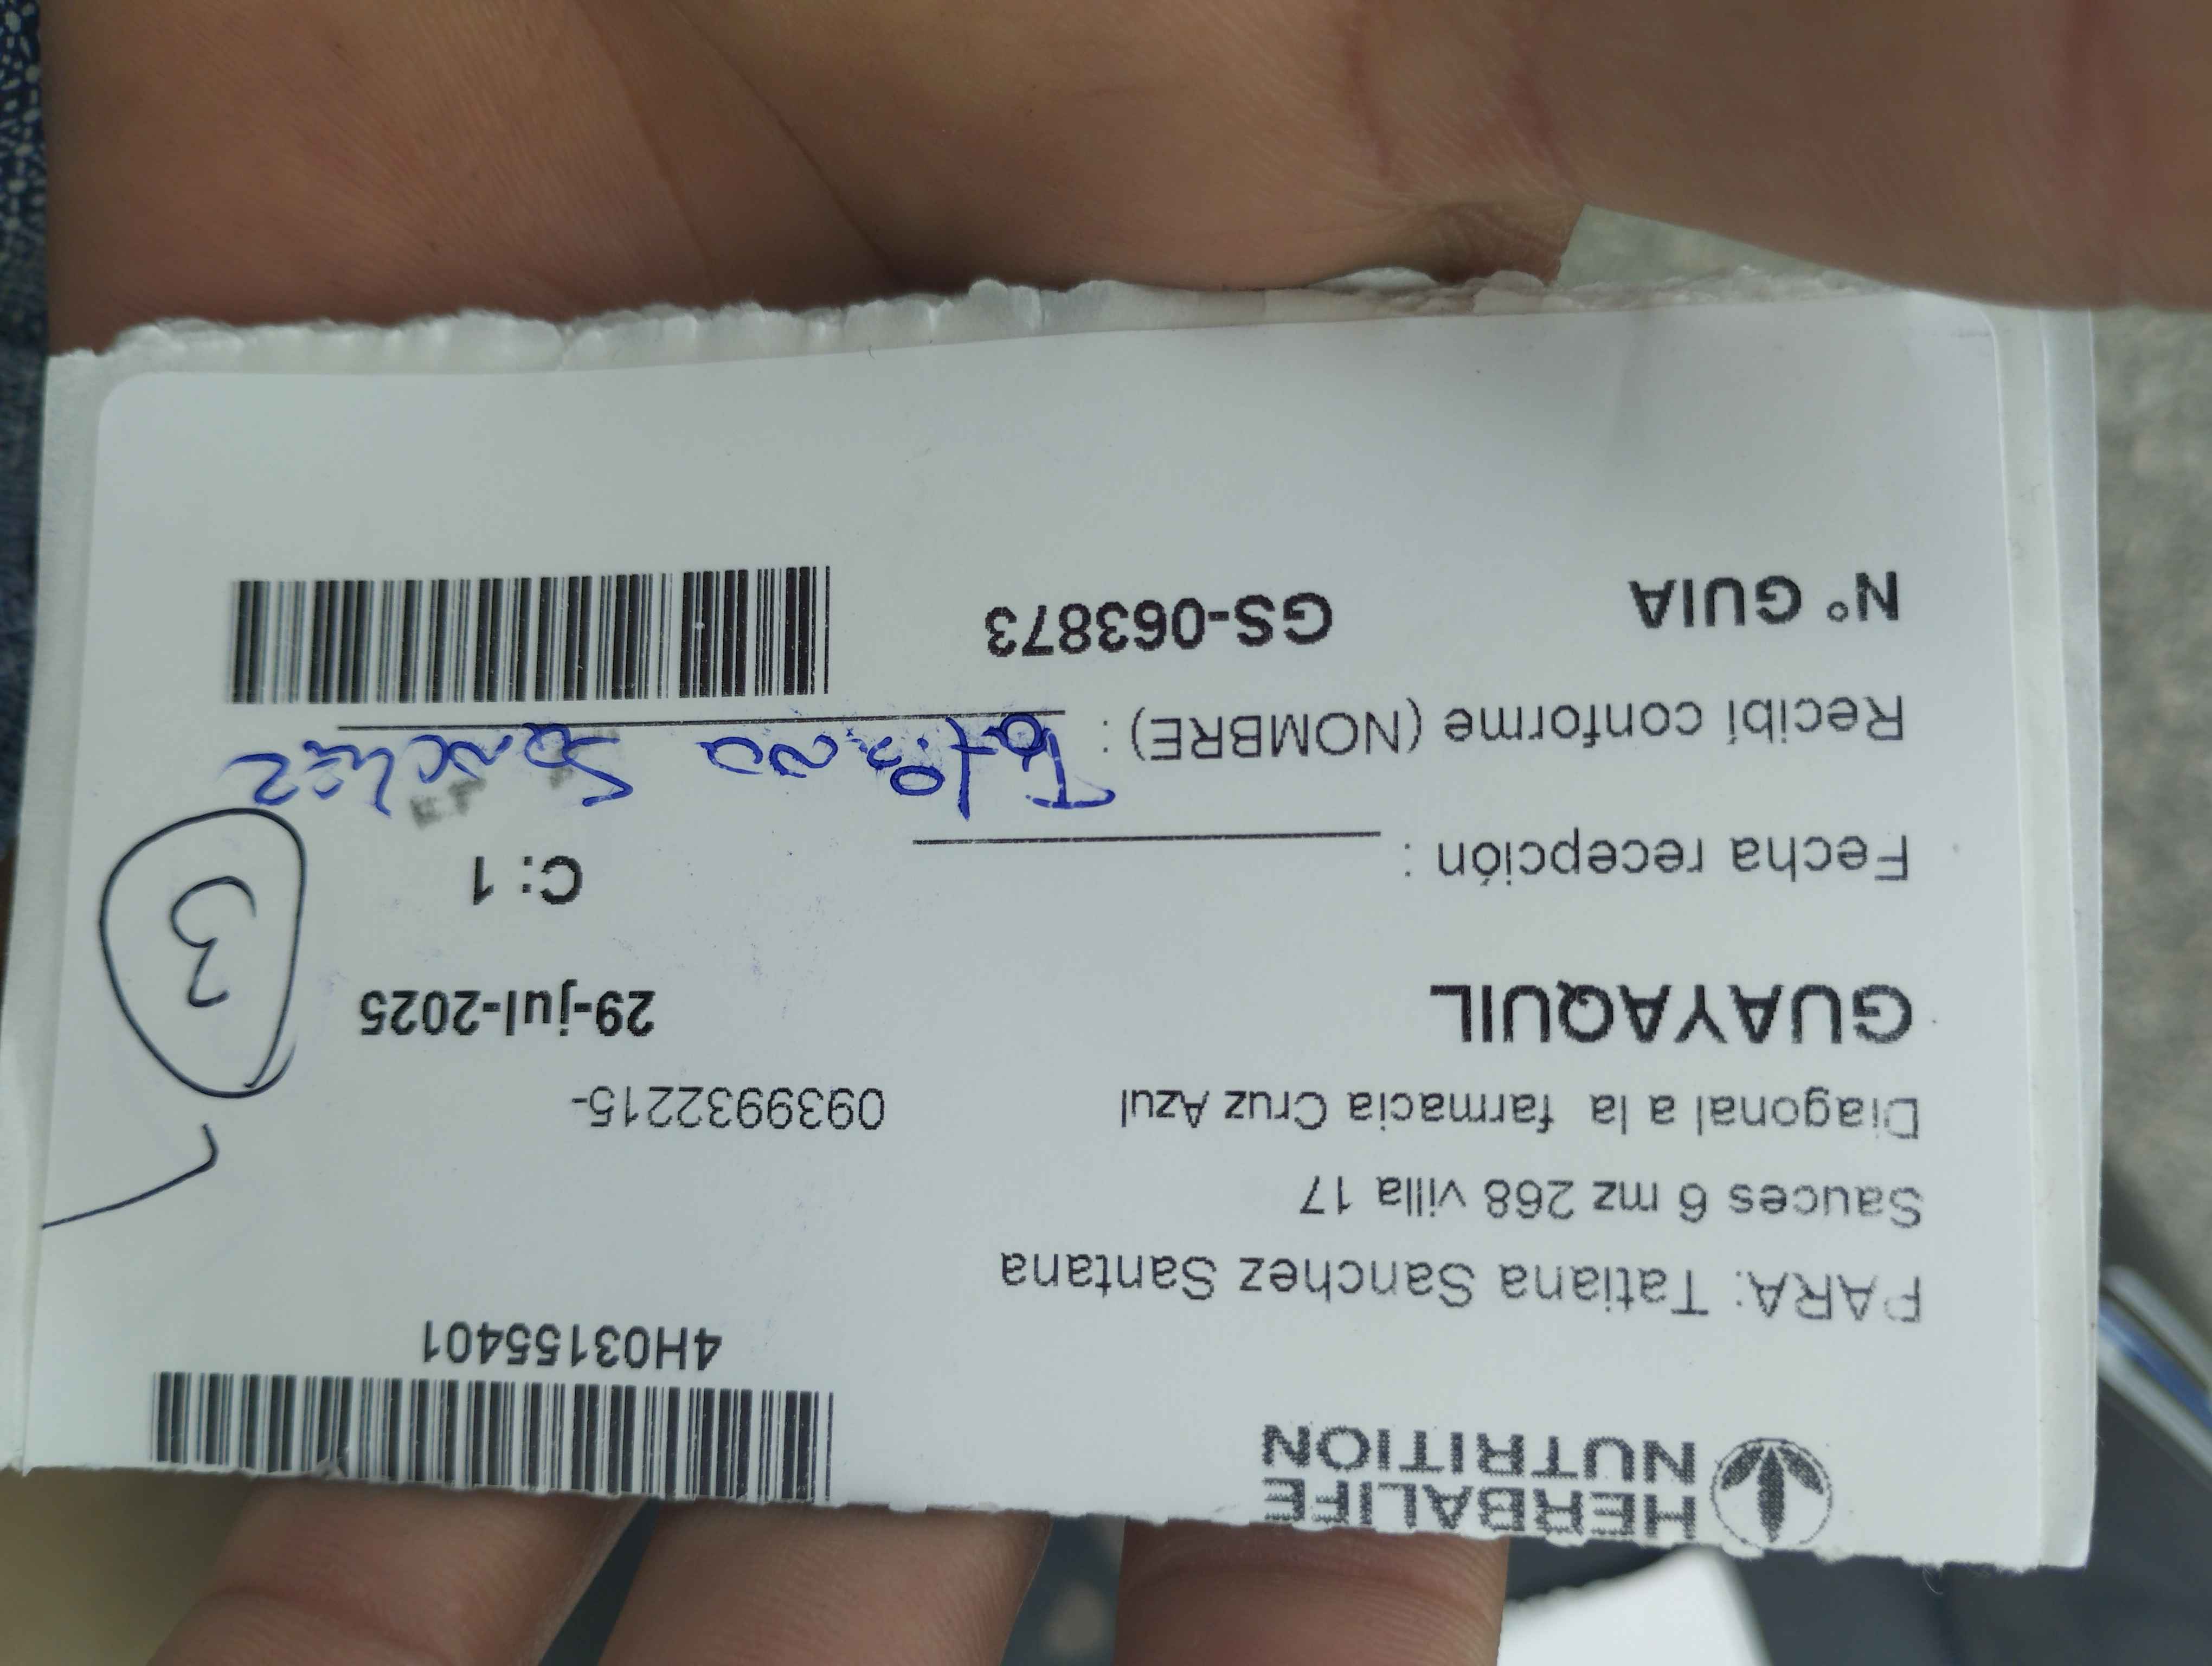 HERBALIFE
NUTRITION
4H03155401
PARA: Tatiana Sanchez Santana
Sauces 6 mz 268 villa 17
Diagonal a la farmacia Cruz Azul 0939932215-
GUAYAQUIL 29-jul-2025
3
Fecha recepción : C: 1
Recibí conforme (NOMBRE) : Tatiana Sanchez
N° GUIA GS-063873